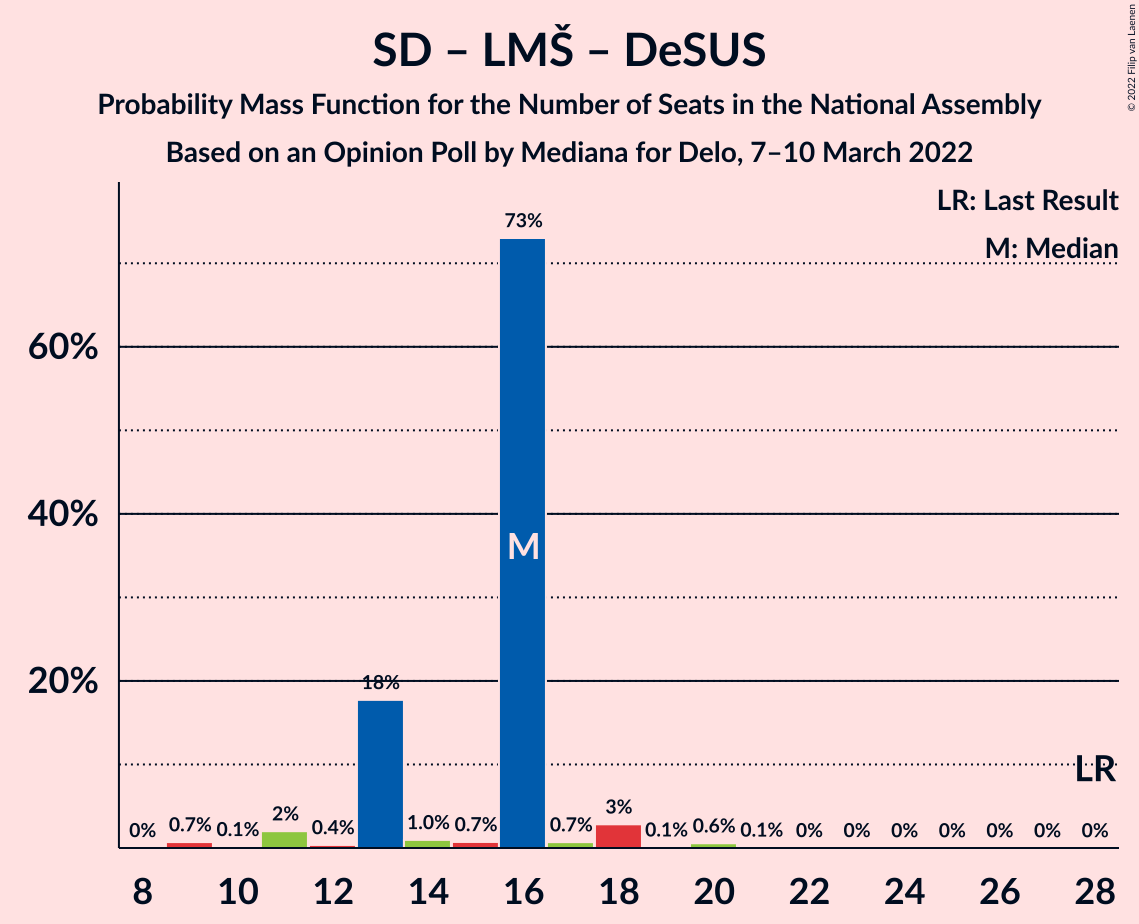 SD – LMŠ – DeSUS
Probability Mass Function for the Number of Seats in the National Assembly
Based on an Opinion Poll by Mediana for Delo, 7–10 March 2022
© 2022 Filip van Laenen
LR: Last Result
M: Median
73%
60%
40%
M
20%
18%
LR
0% 0.7% 0.1% 2% 0.4% 1.0% 0.7% 0.7% 3% 0.1% 0.6% 0.1% 0% 0% 0% 0% 0% 0% 0%
8 10 12 14 16 18 20 22 24 26 28